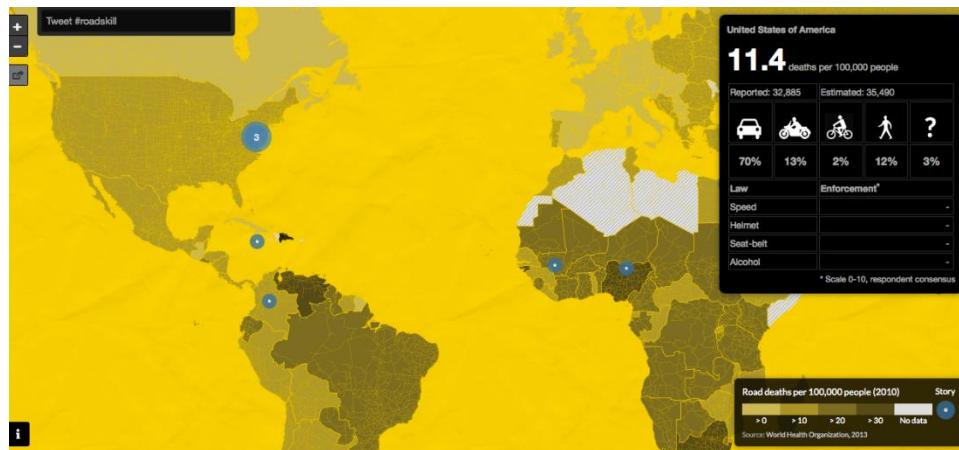 +
Tweet #roadskill
−
3
United States of America
11.4 deaths per 100,000 people
Reported: 32,885 Estimated: 35,490
?
70% 13% 2% 12% 3%
Law Enforcement*
Speed -
Helmet -
Seat-belt -
Alcohol -
* Scale 0-10, respondent consensus
Road deaths per 100,000 people (2010) Story
> 0 > 10 > 20 > 30 No data
Source: World Health Organization, 2013
i